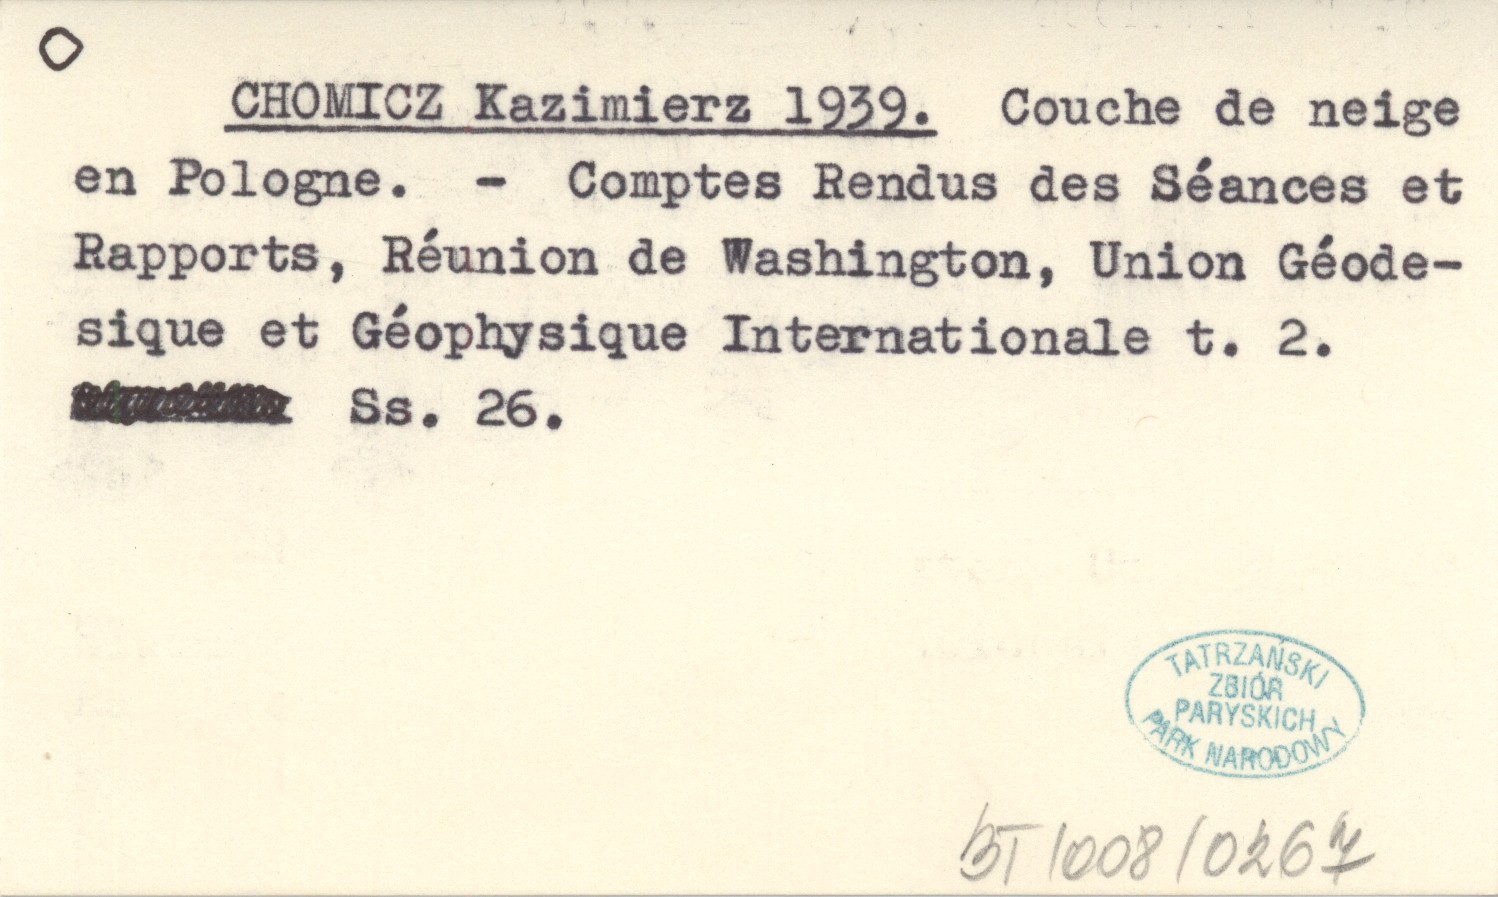 CHOMICZ Kazimierz 1939. Couche de neige
en Pologne. - Comptes Rendus des Séances et
Rapports, Réunion de Washington, Union Géode-
sique et Géophysique Internationale t. 2.
Ss. 26.
TATRZAŃSKI
ZBIÓR
PARYSKICH
PARK NARODOWY
BT/008/0267